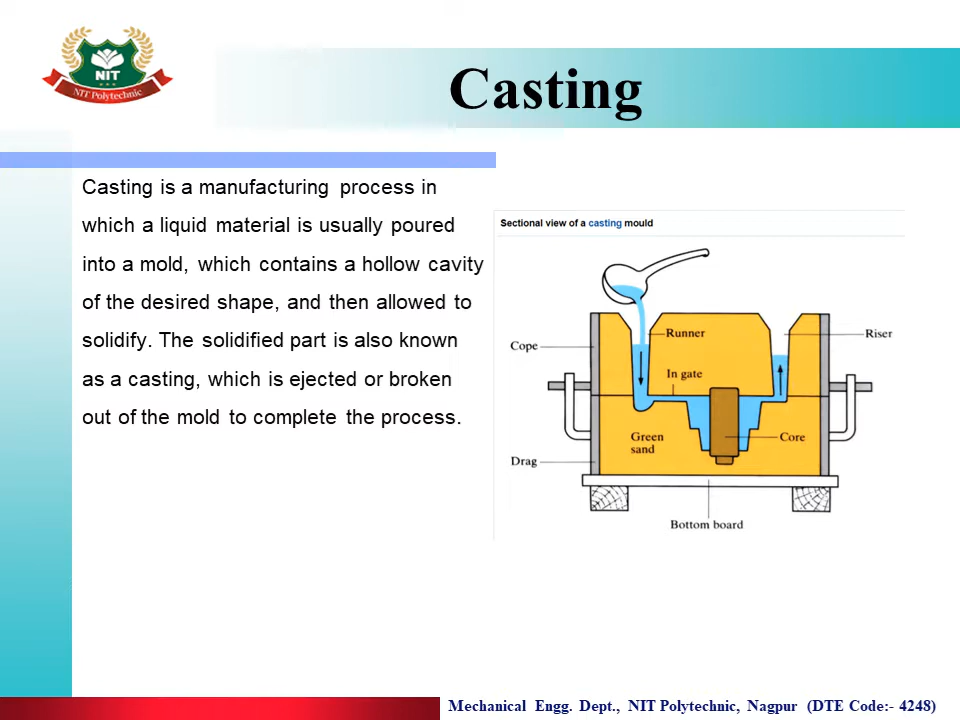 NIT
NIT Polytechnic
Casting
Casting is a manufacturing process in
which a liquid material is usually poured
into a mold, which contains a hollow cavity
of the desired shape, and then allowed to
solidify. The solidified part is also known
as a casting, which is ejected or broken
out of the mold to complete the process.
Sectional view of a casting mould
Runner
Riser
Cope
In gate
Green
sand
Core
Drag
Bottom board
Mechanical Engg. Dept., NIT Polytechnic, Nagpur (DTE Code:- 4248)